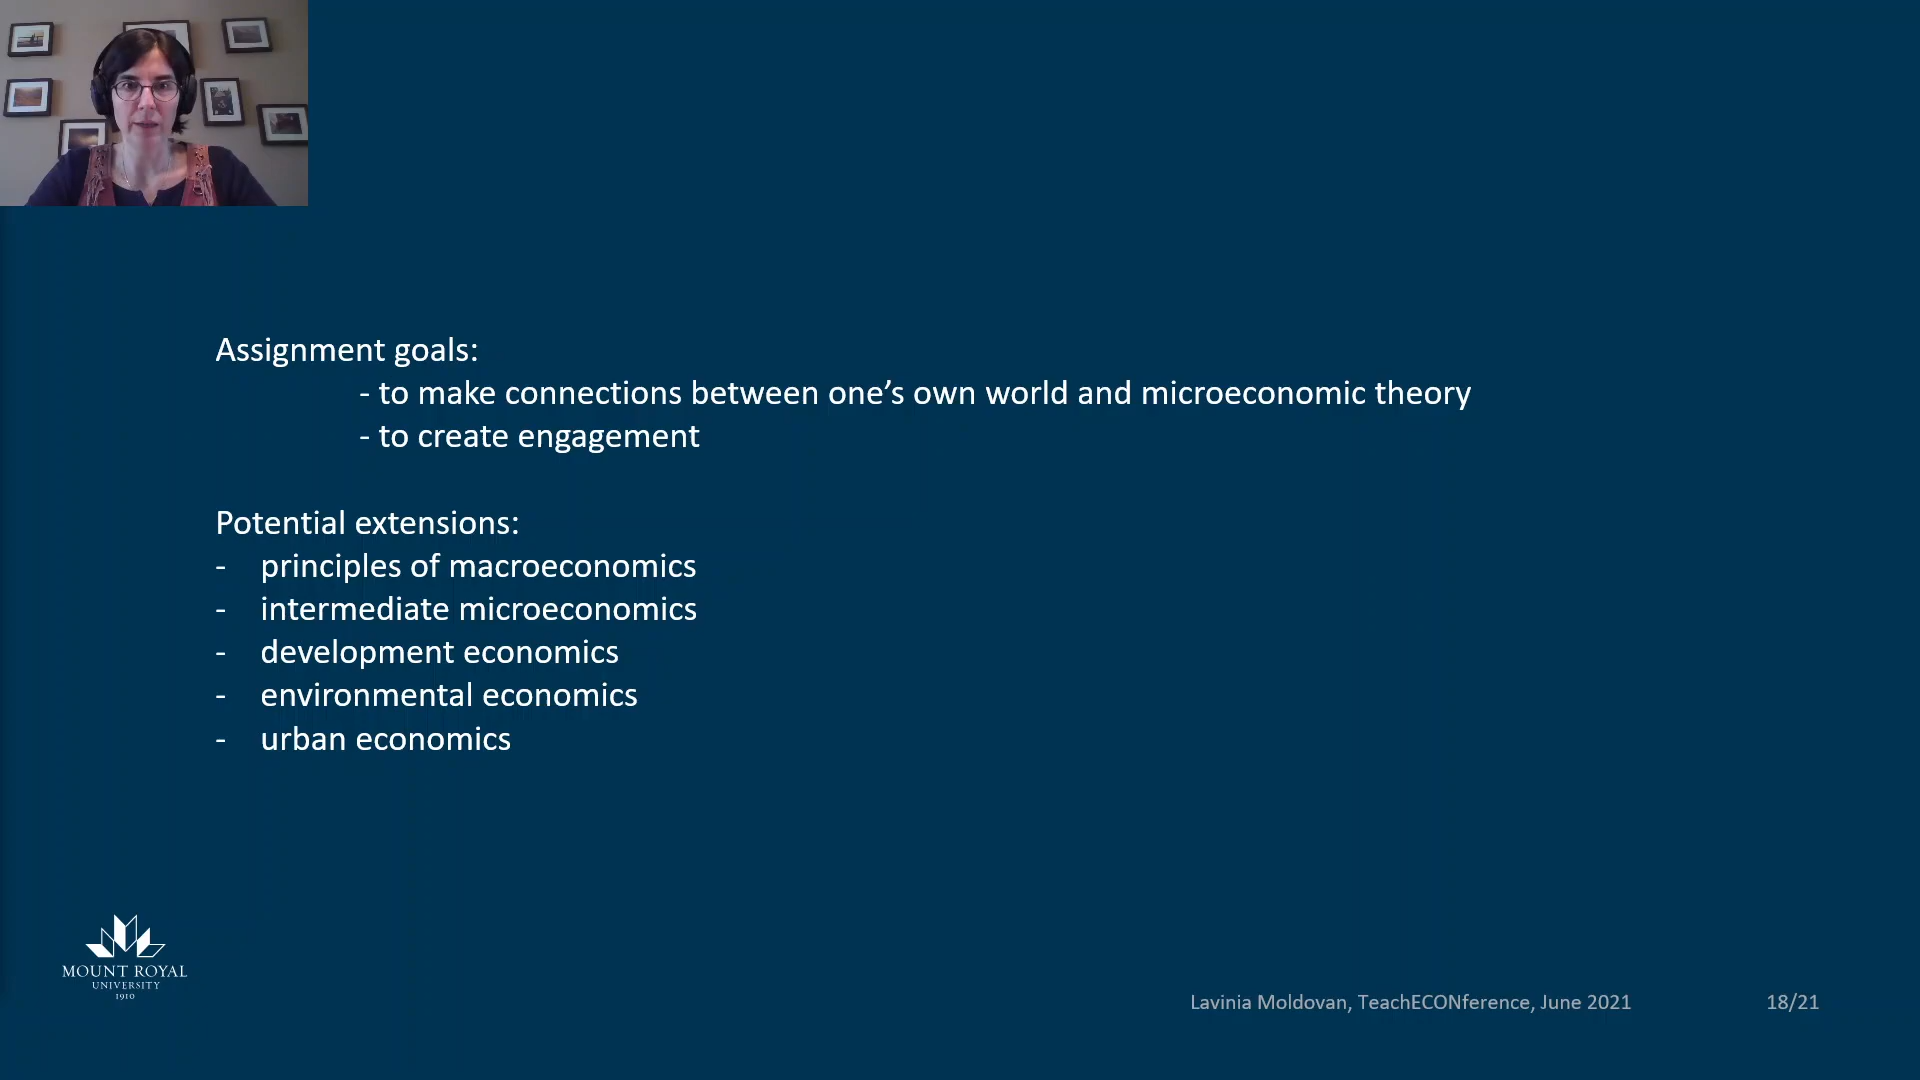 Assignment goals:
- to make connections between one’s own world and microeconomic theory
- to create engagement
Potential extensions:
- principles of macroeconomics
- intermediate microeconomics
- development economics
- environmental economics
- urban economics
MOUNT ROYAL
UNIVERSITY
1910
Lavinia Moldovan, TeachECONference, June 2021 18/21